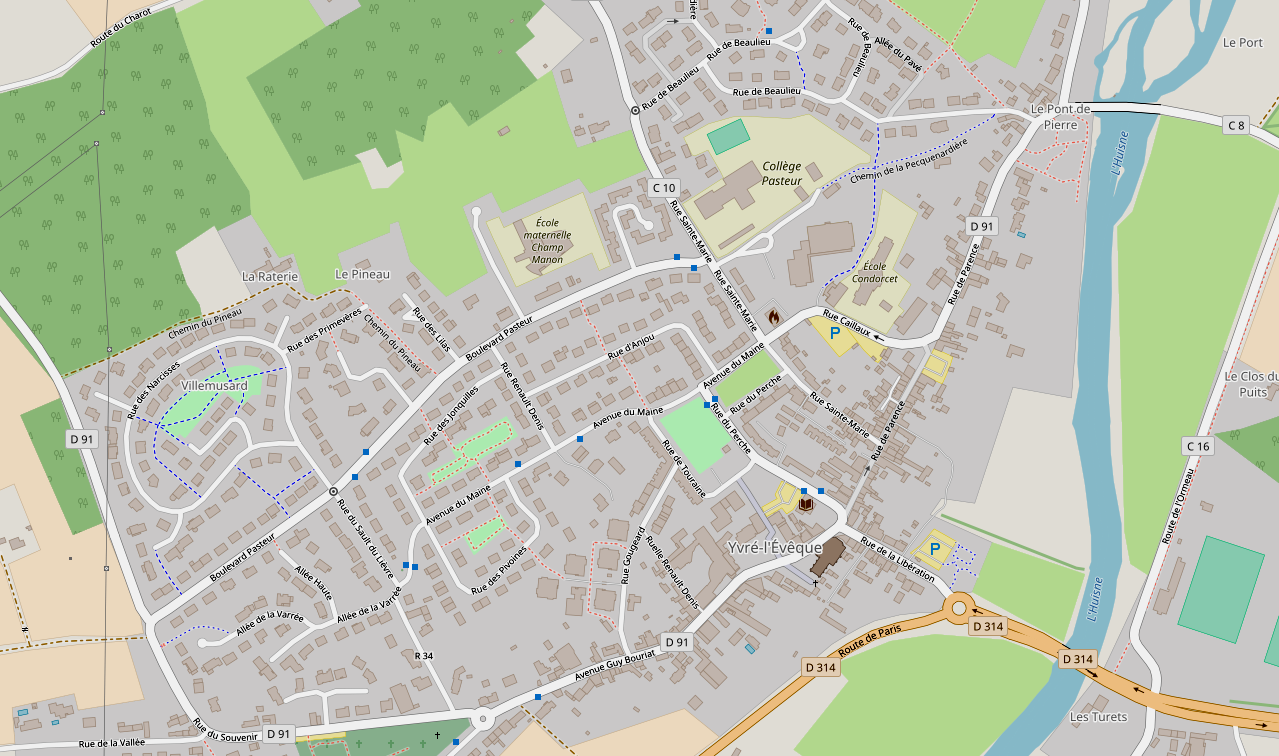 Route du Charot
dière
Rue de Beaulieu
Rue de Beaulieu
Allée du Pavé
Rue de Beaulieu
Rue de Beaulieu
Le Port
Le Pont de
Pierre
C 8
L'Huisne
Chemin de la Pecquenardière
Collège
Pasteur
C 10
Rue Sainte-Marie
D 91
École
maternelle
Champ
Manon
École
Condorcet
Rue de Parence
La Raterie
Le Pineau
Chemin du Pineau
Rue des Primevères
Chemin du Pineau
Rue des Lilas
Boulevard Pasteur
Rue Sainte-Marie
Rue Caillaux
P
Rue d'Anjou
Avenue du Maine
Rue des Narcisses
Villemusard
Rue Renault Denis
Rue des Jonquilles
Avenue du Maine
Rue du Perche
Rue du Perche
Rue Sainte-Marie
Rue de Parence
Le Clos du
Puits
D 91
C 16
Rue de Touraine
Avenue du Maine
Route de l'Orneau
Rue du Sault du Lièvre
Boulevard Pasteur
Rue des Pivoines
Rue Gougeard
Ruelle Renault Denis
Yvré-l'Évêque
Rue de la Libération
P
Allée Haute
Allée de la Varrée
Allée de la Varrée
L'Huisne
D 314
Route de Paris
D 314
D 314
D 91
R 34
Avenue Guy Bouriat
Les Turets
Rue du Souvenir
D 91
Rue de la Vallée